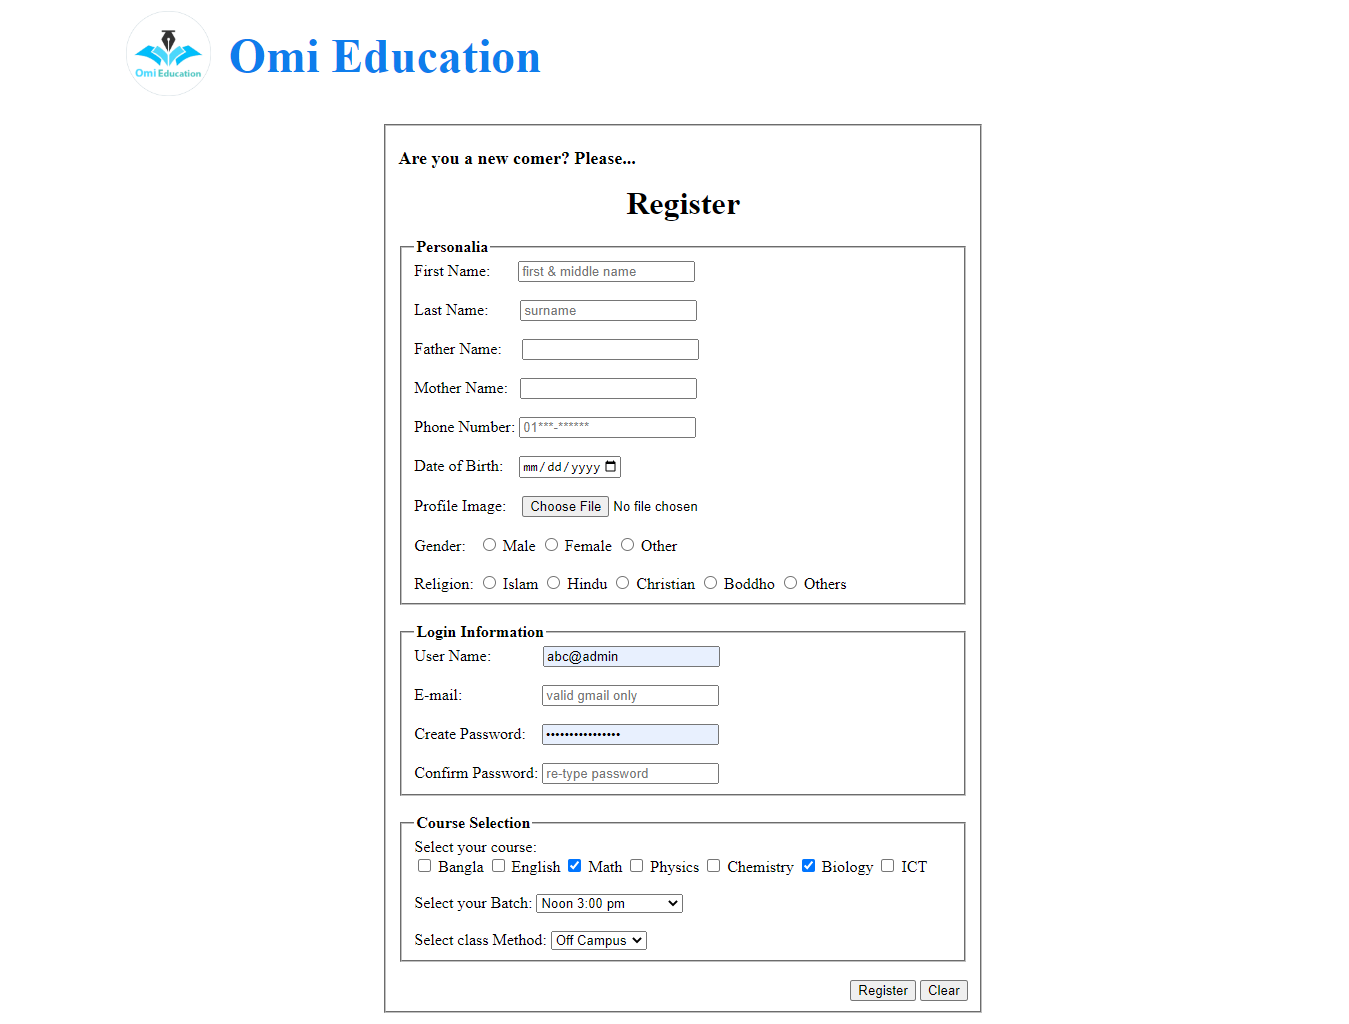 Omi Education
Omi Education
Are you a new comer? Please...
Register
Personalia
First Name: first & middle name
Last Name: surname
Father Name:
Mother Name:
Phone Number: 01***-******
Date of Birth: mm/dd/yyyy
Profile Image: Choose File No file chosen
Gender: Male Female Other
Religion: Islam Hindu Christian Boddho Others
Login Information
User Name: abc@admin
E-mail: valid gmail only
Create Password: ••••••••••••••••
Confirm Password: re-type password
Course Selection
Select your course:
Bangla English Math Physics Chemistry Biology ICT
Select your Batch: Noon 3:00 pm
Select class Method: Off Campus
Register Clear